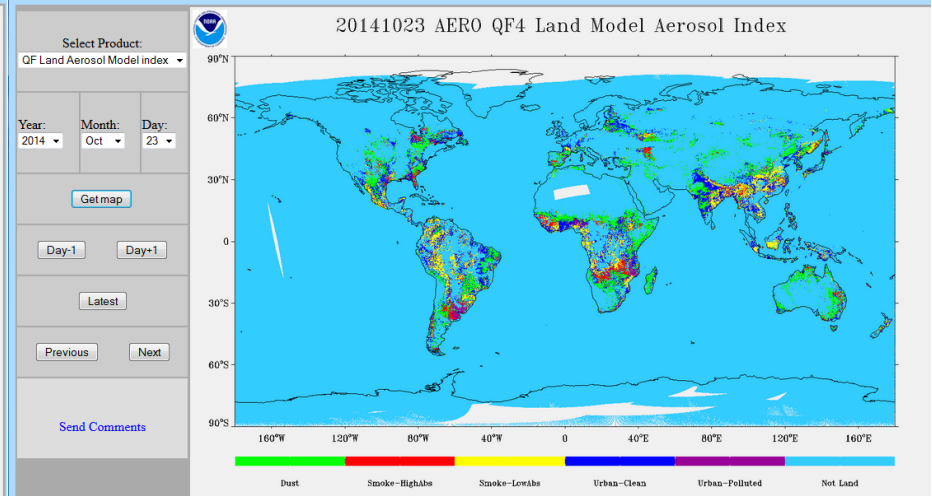 Select Product:
QF Land Aerosol Model index
Year: Month: Day:
2014 Oct 23
Get map
Day-1 Day+1
Latest
Previous Next
Send Comments
NOAA
20141023 AERO QF4 Land Model Aerosol Index
90°N
60°N
30°N
0
30°S
60°S
90°S
160°W 120°W 80°W 40°W 0 40°E 80°E 120°E 160°E
Dust Smoke-HighAbs Smoke-LowAbs Urban-Clean Urban-Polluted Not Land